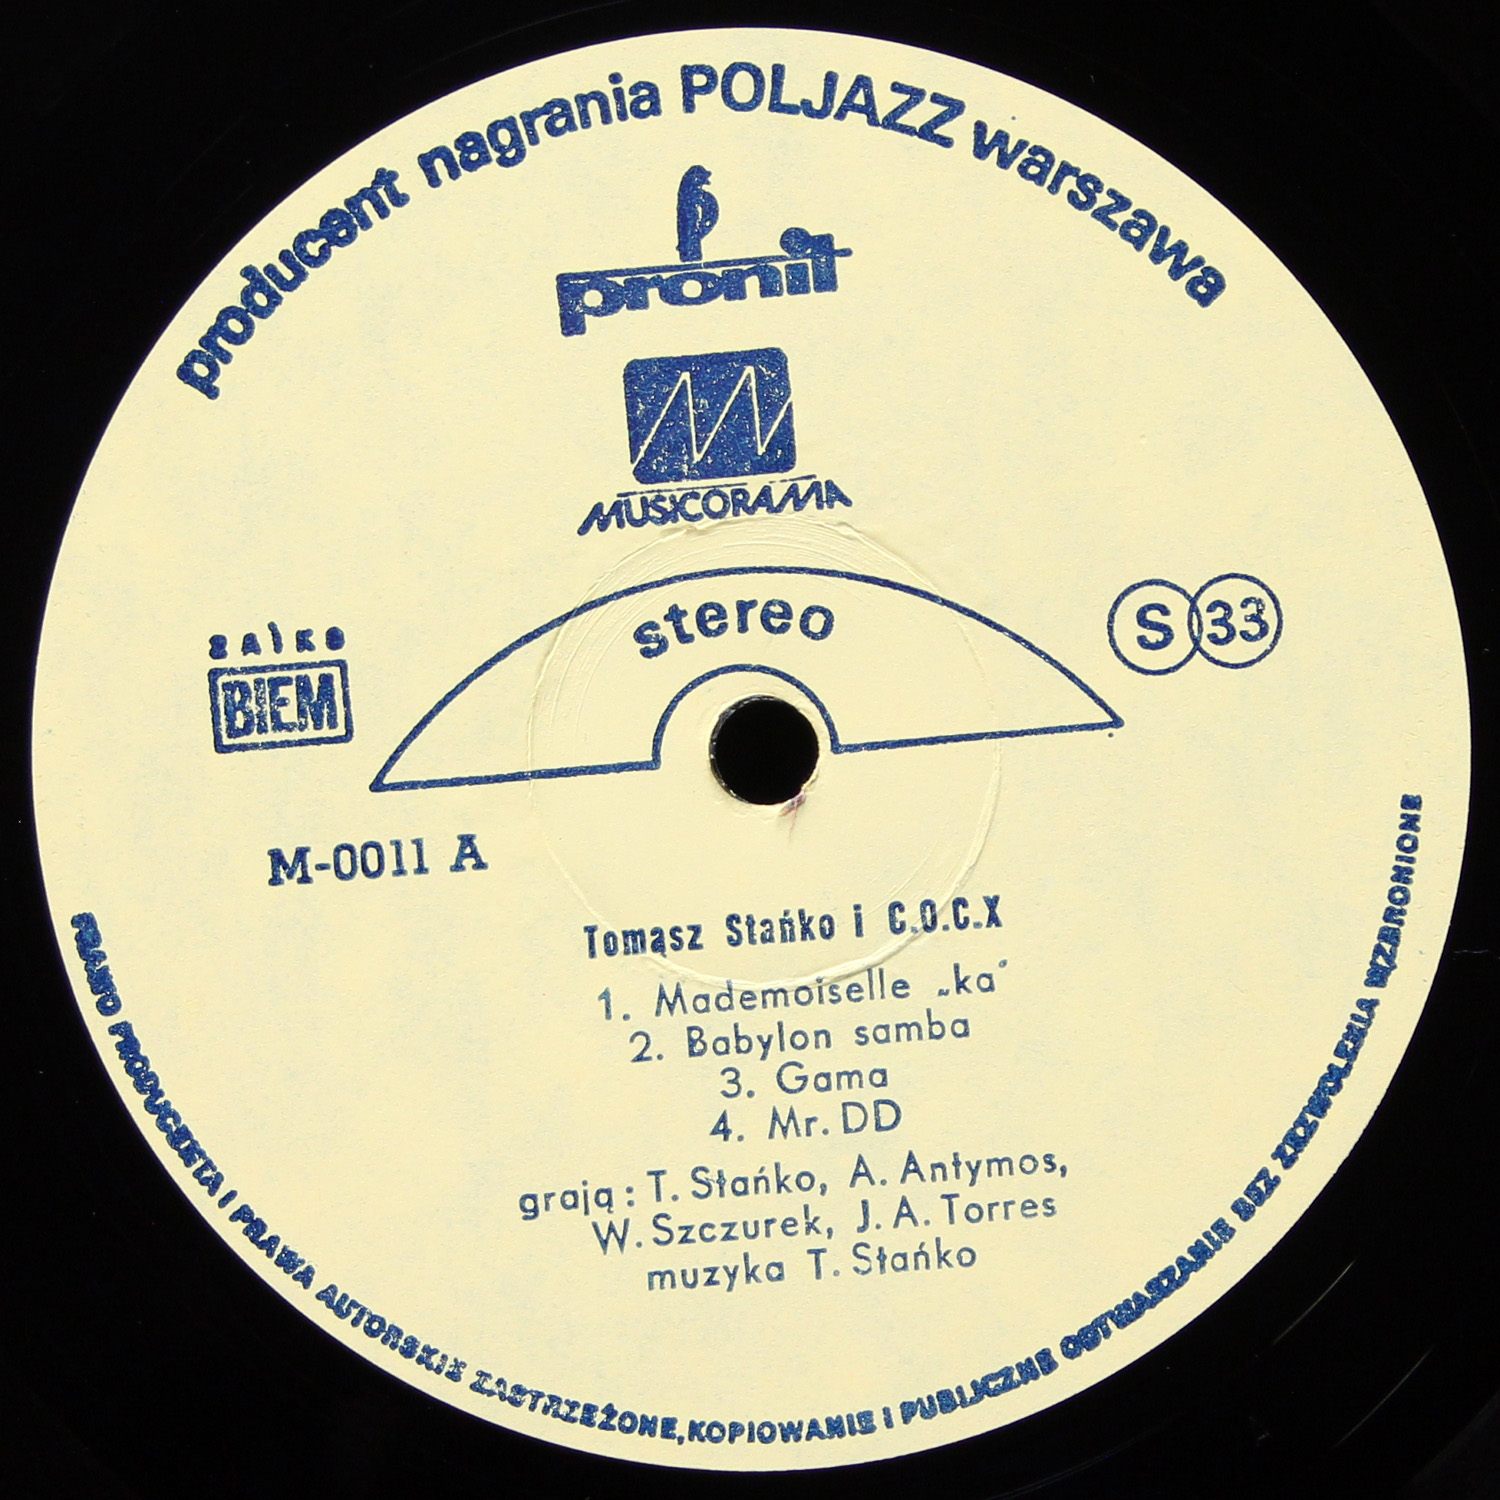 producent nagrania POLJAZZ warszawa
pronit
MUSICORAMA
stereo
S 33
ZAiKS
BIEM
M-0011 A
Tomąsz Stańko i C.O.C.X
1. Mademoiselle „ka"
2. Babylon samba
3. Gama
4. Mr. DD
grają: T. Stańko, A. Antymos,
W. Szczurek, J. A. Torres
muzyka T. Stańko
PRAWO PRODUCENTA I PRAWA AUTORSKIE ZASTRZEŻONE, KOPIOWANIE I PUBLICZNE ODTWARZANIE BEZ ZEZWOLENIA WZBRONIONE